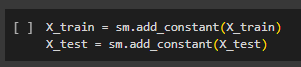 [ ] X_train = sm.add_constant(X_train)
X_test = sm.add_constant(X_test)